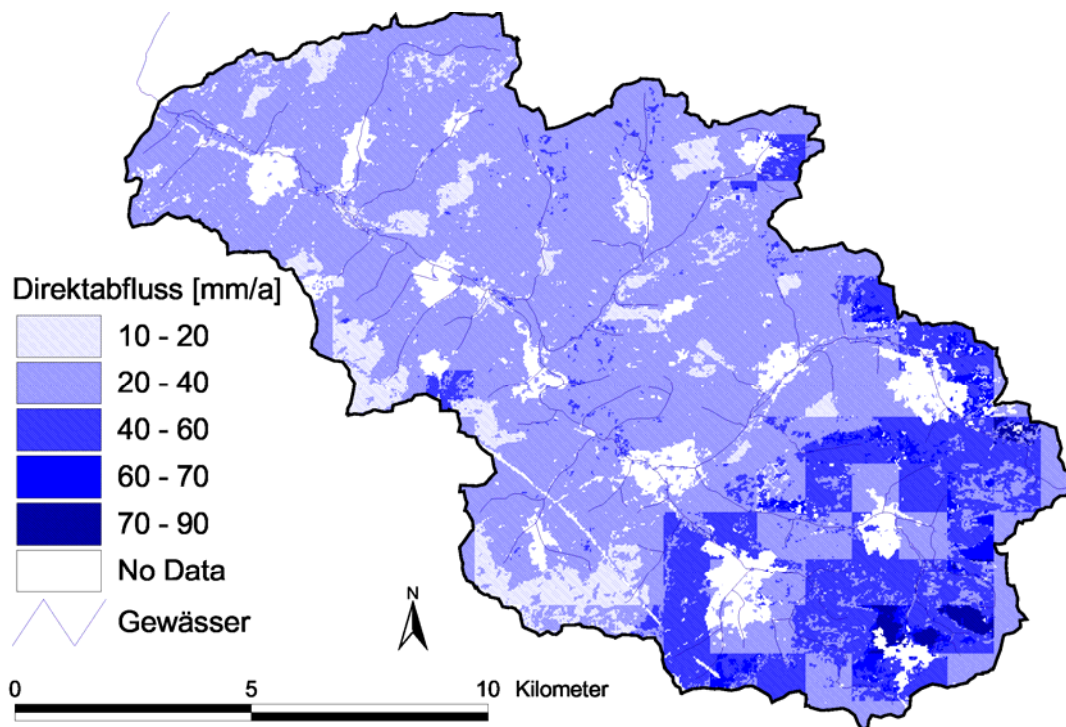 Direktabfluss [mm/a]
10 - 20
20 - 40
40 - 60
60 - 70
70 - 90
No Data
Gewässer
N
0 5 10 Kilometer